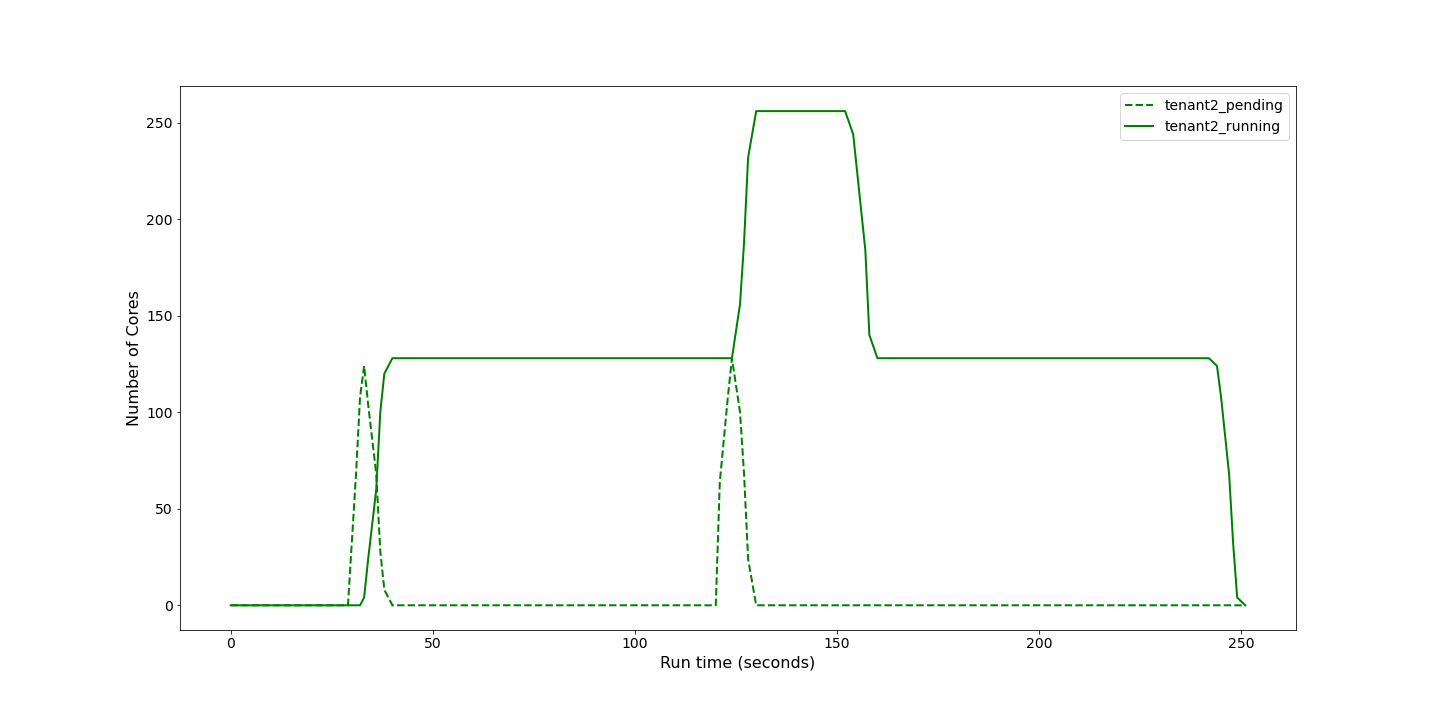 tenant2_pending
tenant2_running
Number of Cores
250
200
150
100
50
0
0 50 100 150 200 250
Run time (seconds)